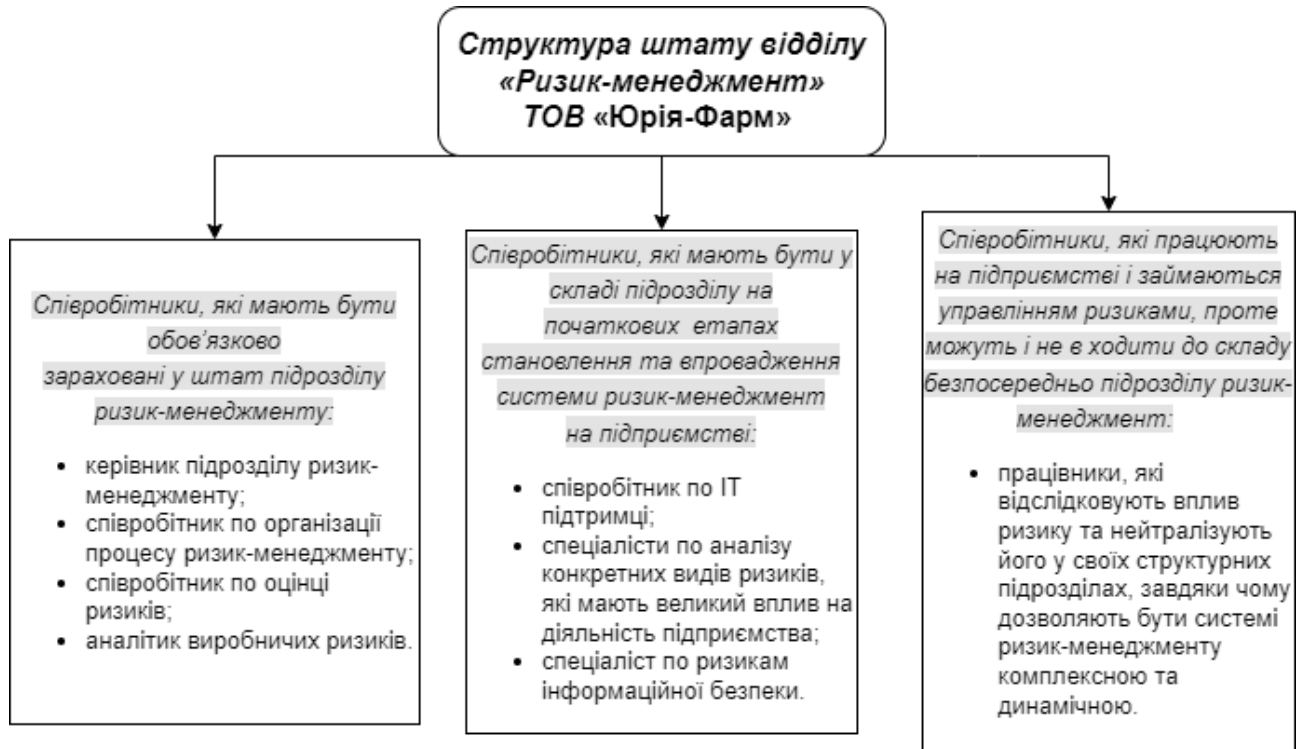 Структура штату відділу
«Ризик-менеджмент»
ТОВ «Юрія-Фарм»
Співробітники, які мають бути
обов’язково
зараховані у штат підрозділу
ризик-менеджменту:
• керівник підрозділу ризик-
менеджменту;
• співробітник по організації
процесу ризик-менеджменту;
• співробітник по оцінці
ризиків;
• аналітик виробничих ризиків.
Співробітники, які мають бути у
складі підрозділу на
початкових етапах
становлення та впровадження
системи ризик-менеджмент
на підприємстві:
• співробітник по ІТ
підтримці;
• спеціалісти по аналізу
конкретних видів ризиків,
які мають великий вплив на
діяльність підприємства;
• спеціаліст по ризикам
інформаційної безпеки.
Співробітники, які працюють
на підприємстві і займаються
управлінням ризиками, проте
можуть і не в ходити до складу
безпосередньо підрозділу ризик-
менеджмент:
• працівники, які
відслідковують вплив
ризику та нейтралізують
його у своїх структурних
підрозділах, завдяки чому
дозволяють бути системі
ризик-менеджменту
комплексною та
динамічною.